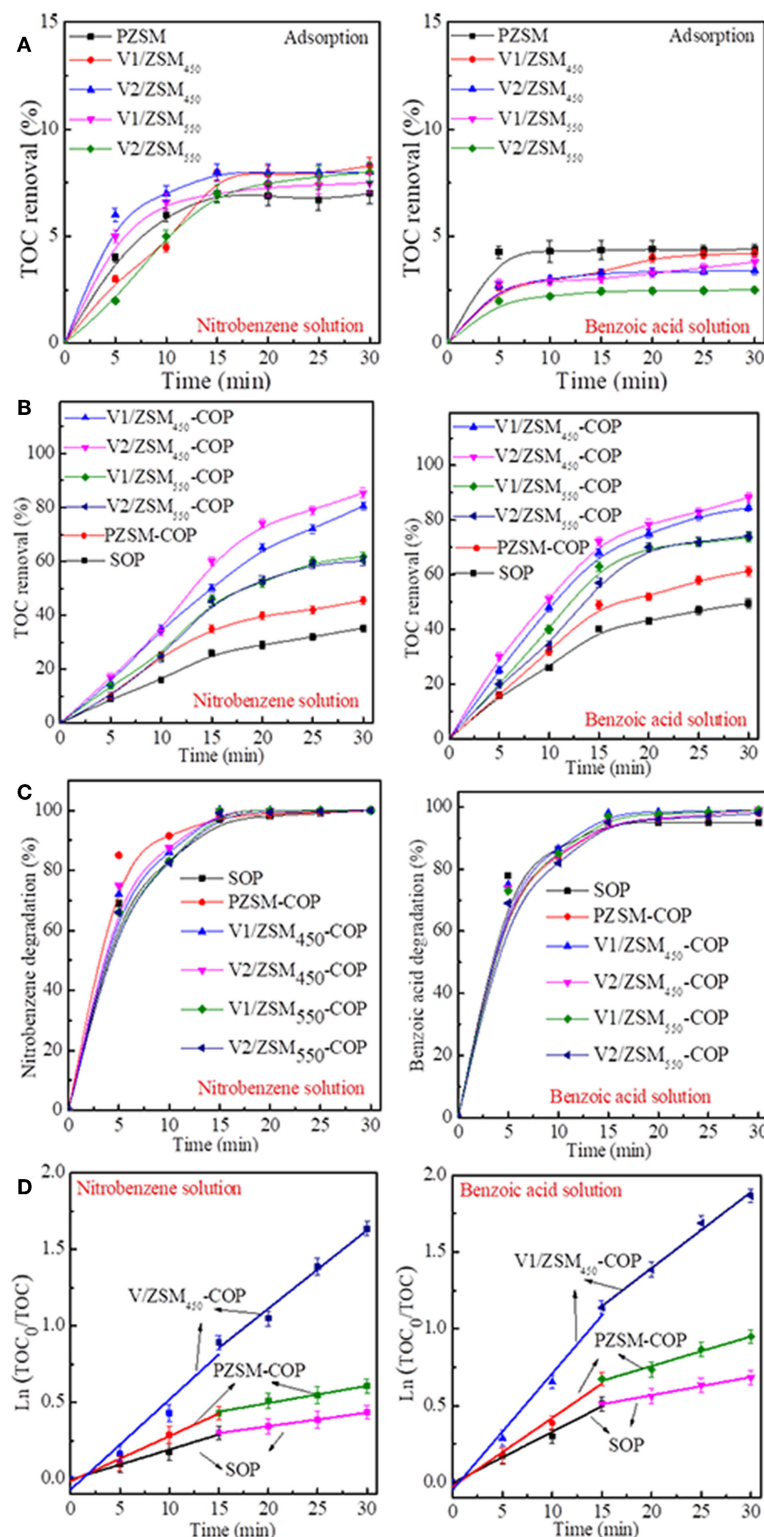 A
15
10
5
0
TOC removal (%)
PZSM
V1/ZSM450
V2/ZSM450
V1/ZSM550
V2/ZSM550
Adsorption
Nitrobenzene solution
0 5 10 15 20 25 30
Time (min)
15
10
5
0
TOC removal (%)
PZSM
V1/ZSM450
V2/ZSM450
V1/ZSM550
V2/ZSM550
Adsorption
Benzoic acid solution
0 5 10 15 20 25 30
Time (min)
B
100
80
60
40
20
0
TOC removal (%)
V1/ZSM450-COP
V2/ZSM450-COP
V1/ZSM550-COP
V2/ZSM550-COP
PZSM-COP
SOP
Nitrobenzene solution
0 5 10 15 20 25 30
Time (min)
100
80
60
40
20
0
TOC removal (%)
V1/ZSM450-COP
V2/ZSM450-COP
V1/ZSM550-COP
V2/ZSM550-COP
PZSM-COP
SOP
Benzoic acid solution
0 5 10 15 20 25 30
Time (min)
C
100
80
60
40
20
0
Nitrobenzene degradation (%)
SOP
PZSM-COP
V1/ZSM450-COP
V2/ZSM450-COP
V1/ZSM550-COP
V2/ZSM550-COP
Nitrobenzene solution
0 5 10 15 20 25 30
Time (min)
100
80
60
40
20
0
Benzoic acid degradation (%)
SOP
PZSM-COP
V1/ZSM450-COP
V2/ZSM450-COP
V1/ZSM550-COP
V2/ZSM550-COP
Benzoic acid solution
0 5 10 15 20 25 30
Time (min)
D
2.0
1.5
1.0
0.5
0.0
Ln (TOC0/TOC)
Nitrobenzene solution
V/ZSM450-COP
PZSM-COP
SOP
0 5 10 15 20 25 30
Time (min)
2.0
1.5
1.0
0.5
0.0
Ln (TOC0/TOC)
Benzoic acid solution
V1/ZSM450-COP
PZSM-COP
SOP
0 5 10 15 20 25 30
Time (min)